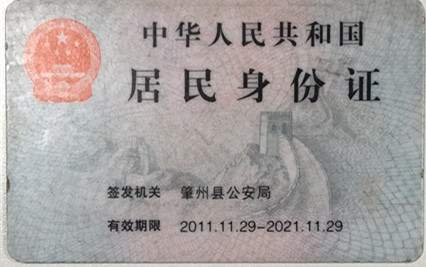 中华人民共和国
居民身份证
签发机关 肇州县公安局
有效期限 2011.11.29-2021.11.29